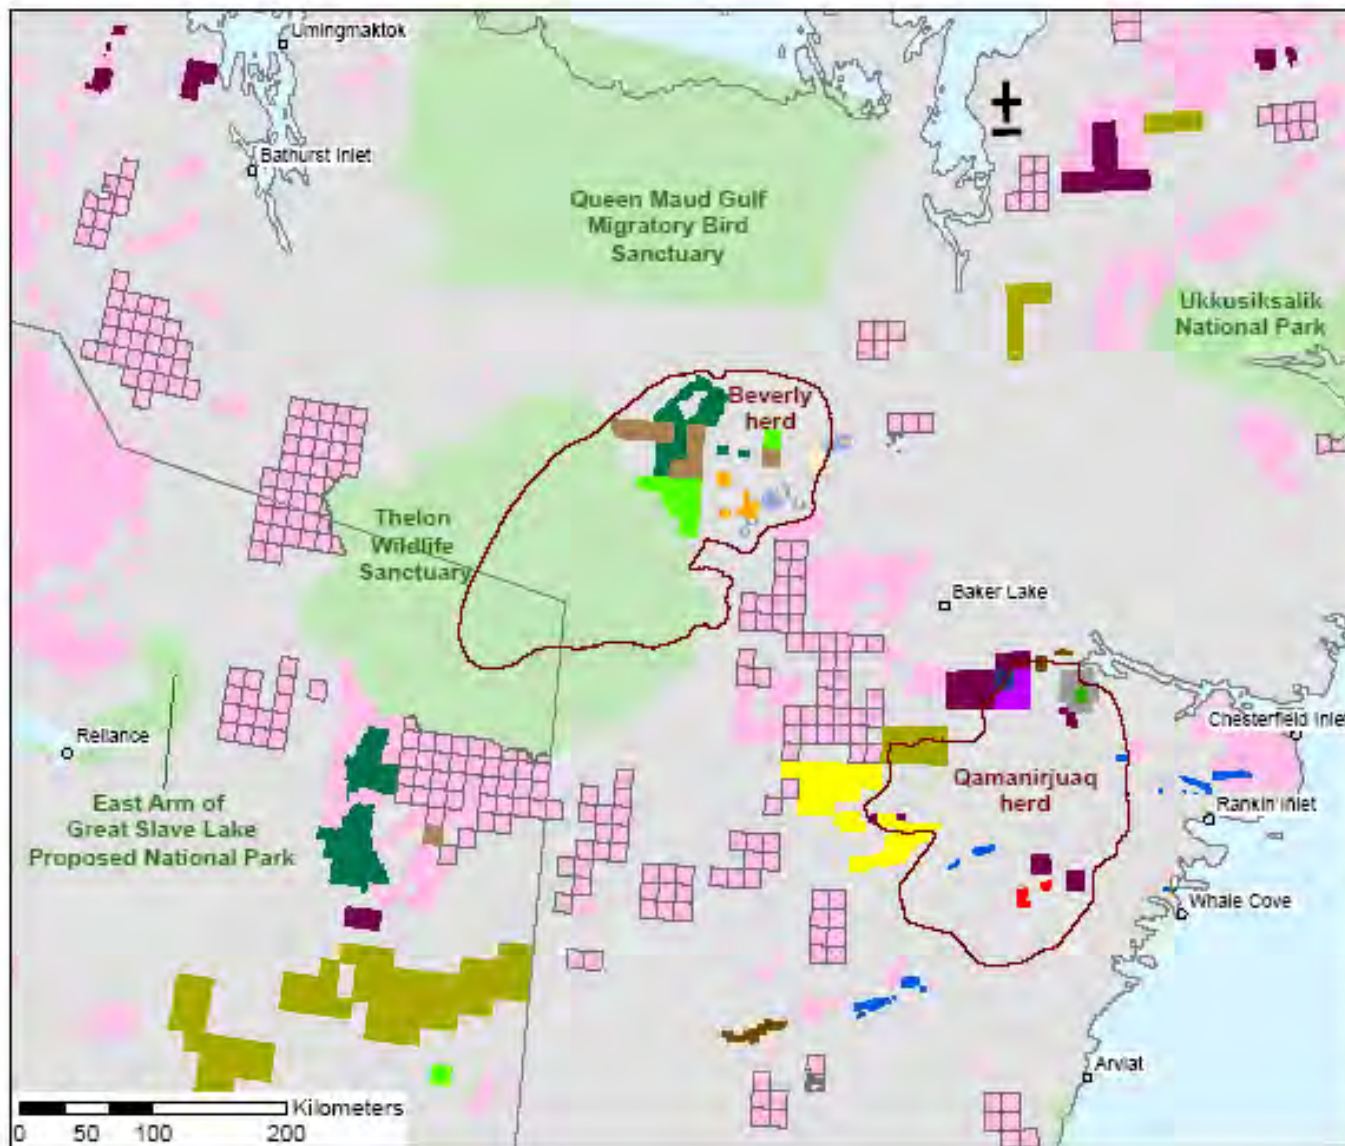 Umingmaktok
Bathurst Inlet
Queen Maud Gulf
Migratory Bird
Sanctuary
Ukkusiksalik
National Park
Beverly
herd
Thelon
Wildlife
Sanctuary
Baker Lake
Reliance
Chesterfield Inlet
Qamanirjuaq
herd
Rankin Inlet
East Arm of
Great Slave Lake
Proposed National Park
Whale Cove
Arviat
Kilometers
0 50 100 200